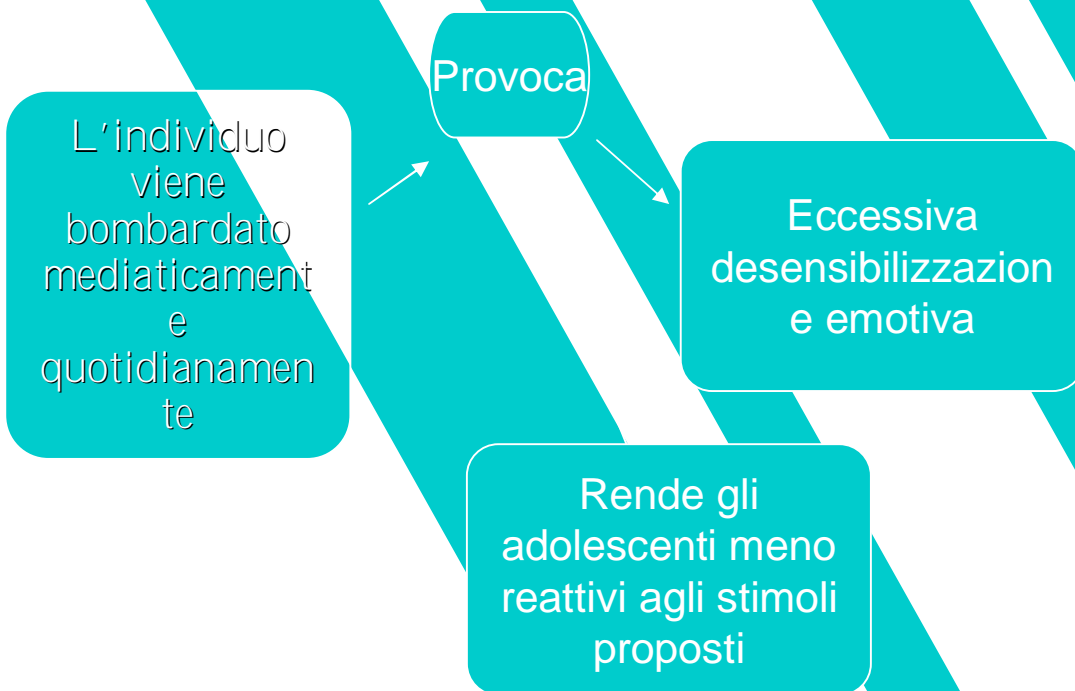 L'individuo
viene
bombardato
mediaticament
e
quotidianamen
te
Provoca
Eccessiva
desensibilizzazion
e emotiva
Rende gli
adolescenti meno
reattivi agli stimoli
proposti